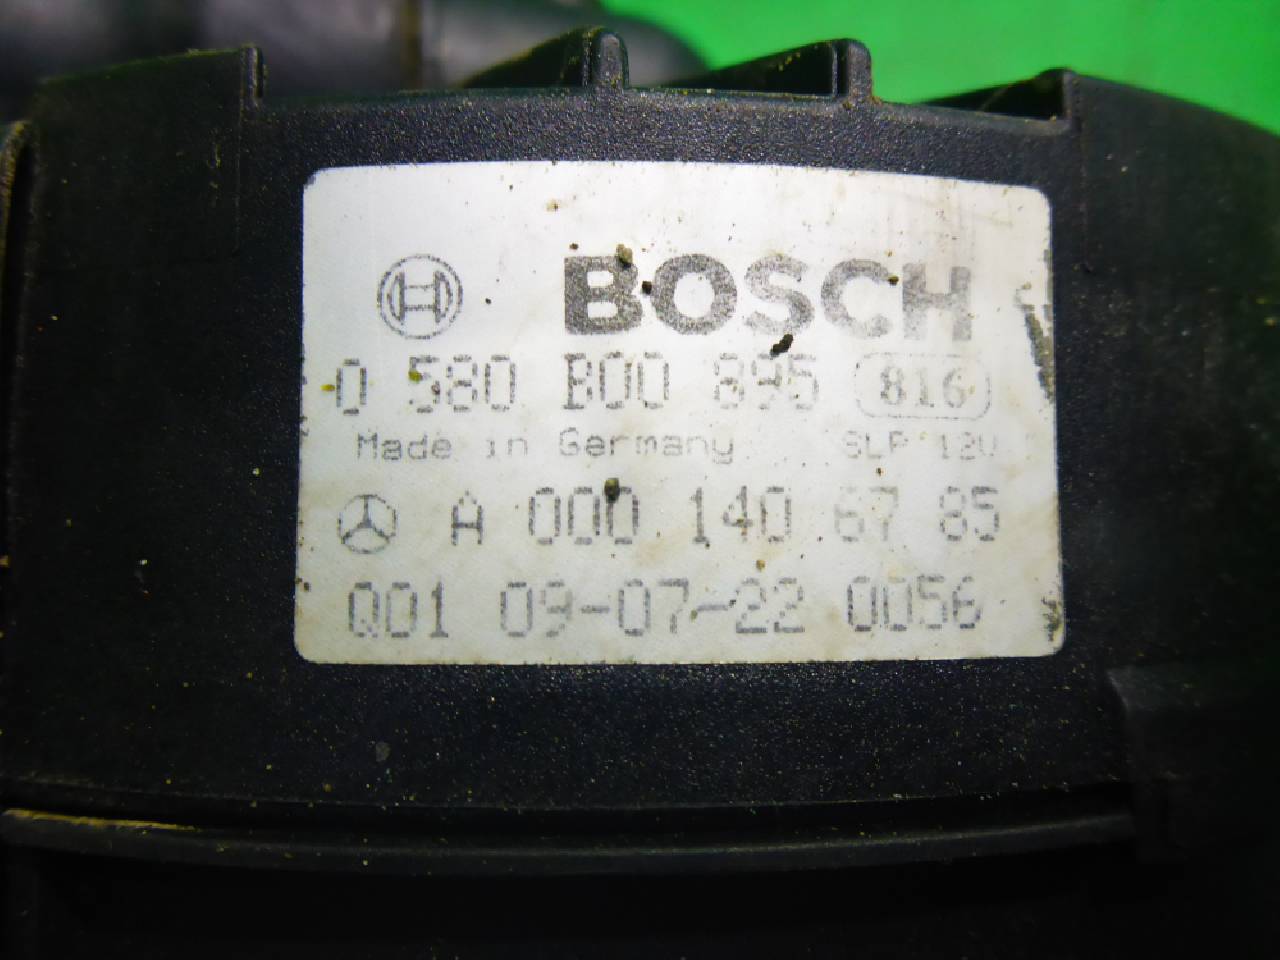 BOSCH
0 580 B00 895 816
Made in Germany SLP 12V
A 000 140 67 85
Q01 09-07-22 0056